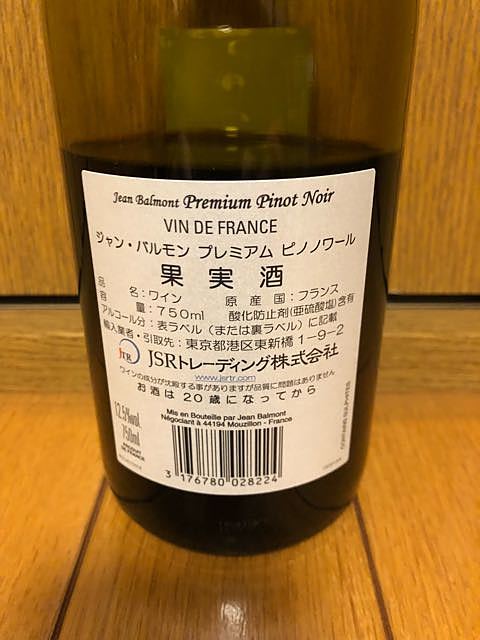 Jean Balmont Premium Pinot Noir
VIN DE FRANCE
ジャン・バルモン プレミアム ピノノワール
果実酒
品名：ワイン 原産国：フランス
容量：750ml 酸化防止剤(亜硫酸塩)含有
アルコール分：表ラベル（または裏ラベル）に記載
輸入業者・引取先：東京都港区東新橋1-9-2
JTR JSRトレーディング株式会社
www.jsrtr.com
ワインの成分が沈殿する事がありますが品質に問題はありません
お酒は20歳になってから
12.5%vol.
750ml
PRODUIT
DE FRANCE
Mis en Bouteille par Jean Balmont
Négociant à 44194 Mouzillon - France
3 176780 028224
CONTAINS SULPHITES